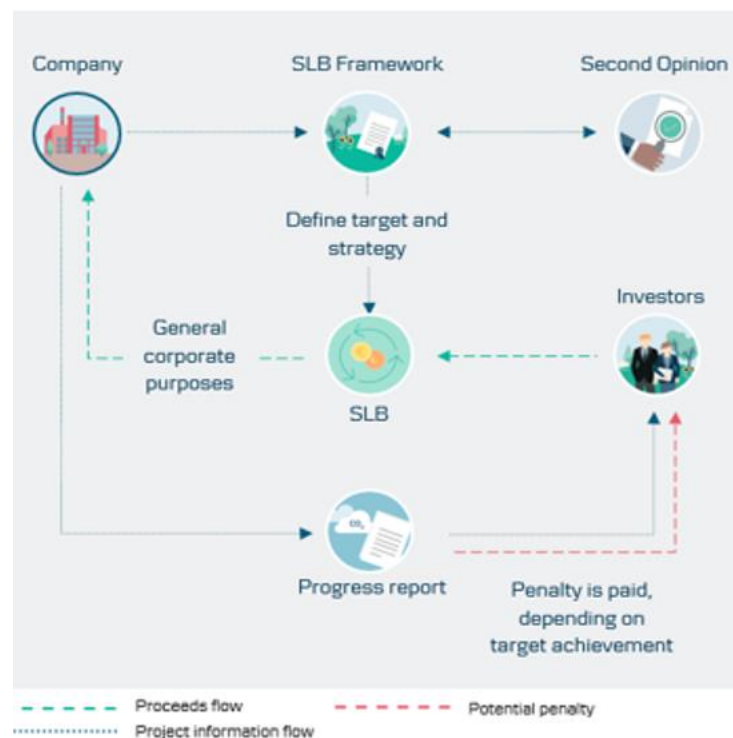 Company
SLB Framework
Second Opinion
Define target and
strategy
Investors
General
corporate
purposes
SLB
CO₂
Progress report
Penalty is paid,
depending on
target achievement
Proceeds flow
Potential penalty
Project information flow